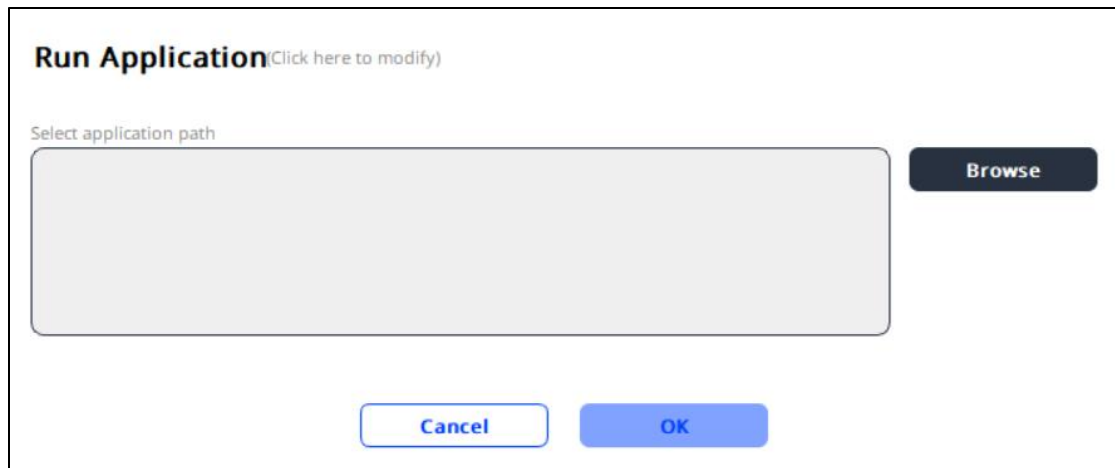 Run Application(Click here to modify)
Select application path
Browse
Cancel
OK